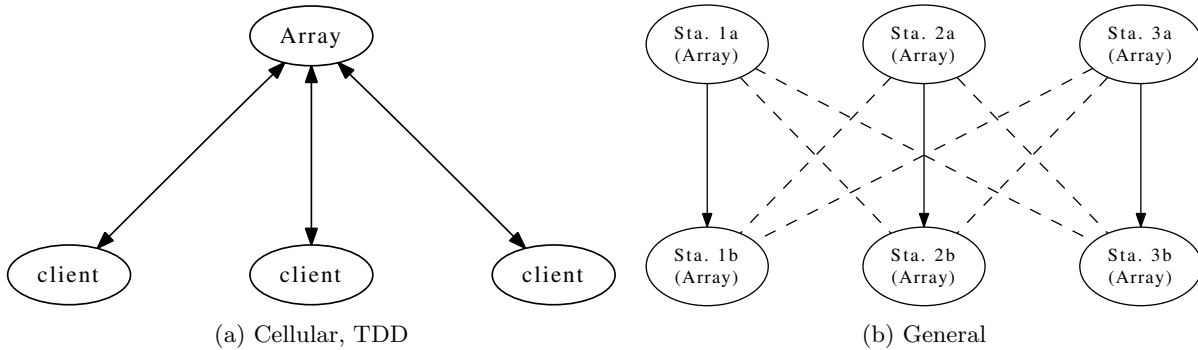 Array
client
client
client
(a) Cellular, TDD
Sta. 1a
(Array)
Sta. 2a
(Array)
Sta. 3a
(Array)
Sta. 1b
(Array)
Sta. 2b
(Array)
Sta. 3b
(Array)
(b) General